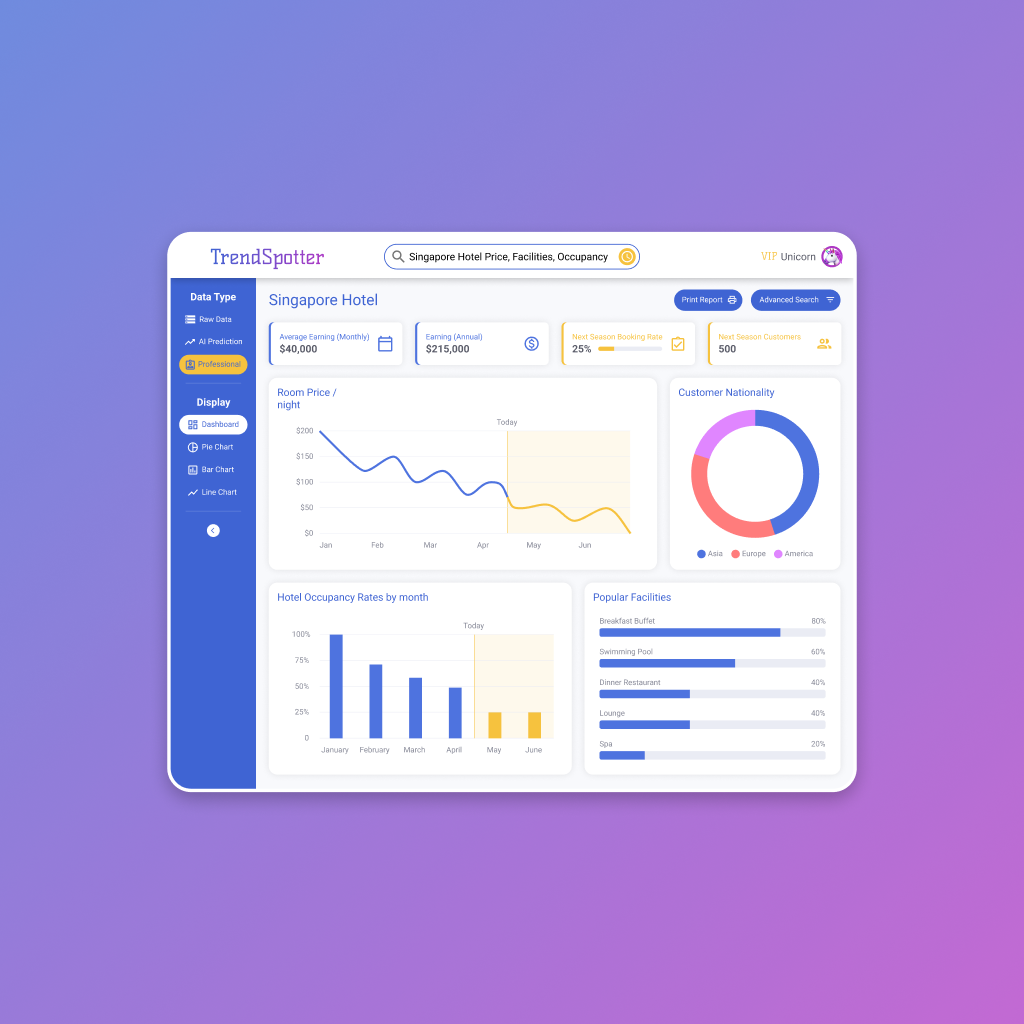 TrendSpotter
Singapore Hotel Price, Facilities, Occupancy
VIP Unicorn
Data Type
Raw Data
AI Prediction
Professional
Display
Dashboard
Pie Chart
Bar Chart
Line Chart
Singapore Hotel
Print Report
Advanced Search
Average Earning (Monthly)
$40,000
Earning (Annual)
$215,000
Next Season Booking Rate
25%
Next Season Customers
500
Room Price /
night
Today
$200
$150
$100
$50
$0
Jan Feb Mar Apr May Jun
Customer Nationality
Asia Europe America
Hotel Occupancy Rates by month
Today
100%
75%
50%
25%
0
January February March April May June
Popular Facilities
Breakfast Buffet 80%
Swimming Pool 60%
Dinner Restaurant 40%
Lounge 40%
Spa 20%